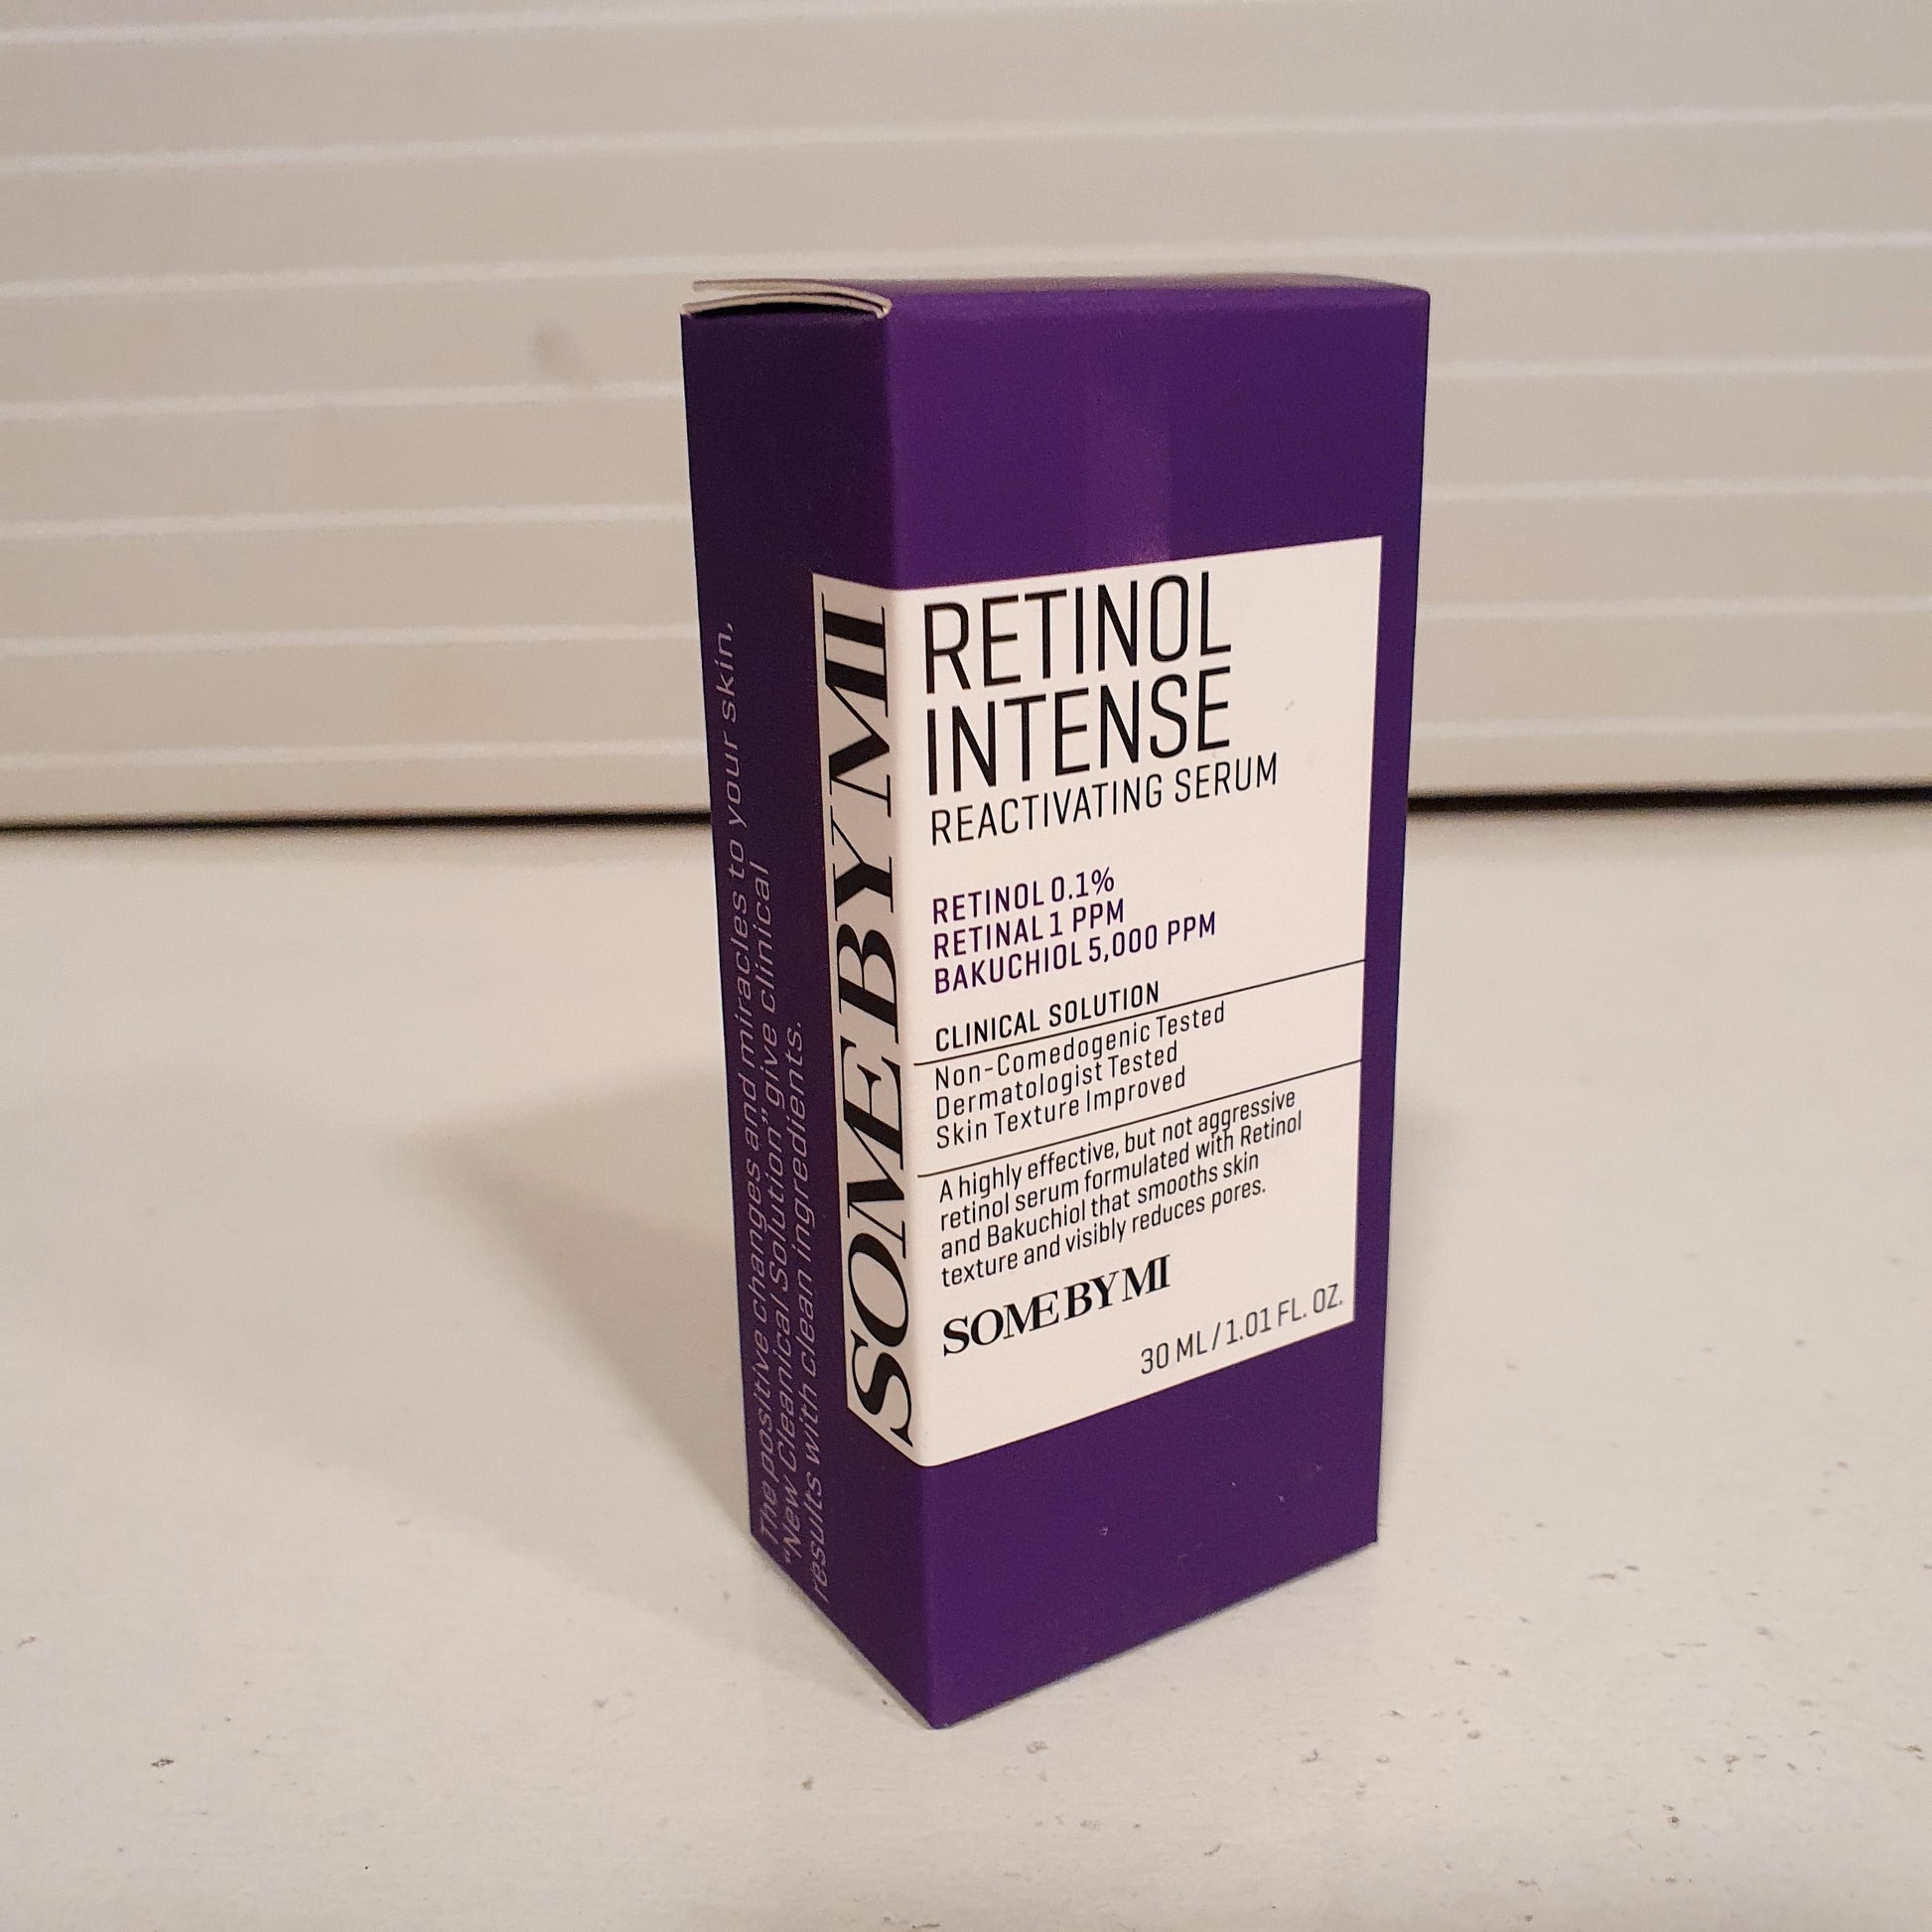 The positive changes and miracles to your skin,
"New Cleanical Solution" give clinical
results with clean ingredients.
SOME BY MI
RETINOL
INTENSE
REACTIVATING SERUM
RETINOL 0.1%
RETINAL 1 PPM
BAKUCHIOL 5,000 PPM
CLINICAL SOLUTION
Non-Comedogenic Tested
Dermatologist Tested
Skin Texture Improved
A highly effective, but not aggressive
retinol serum formulated with Retinol
and Bakuchiol that smooths skin
texture and visibly reduces pores.
SOME BY MI
30 ML / 1.01 FL. OZ.